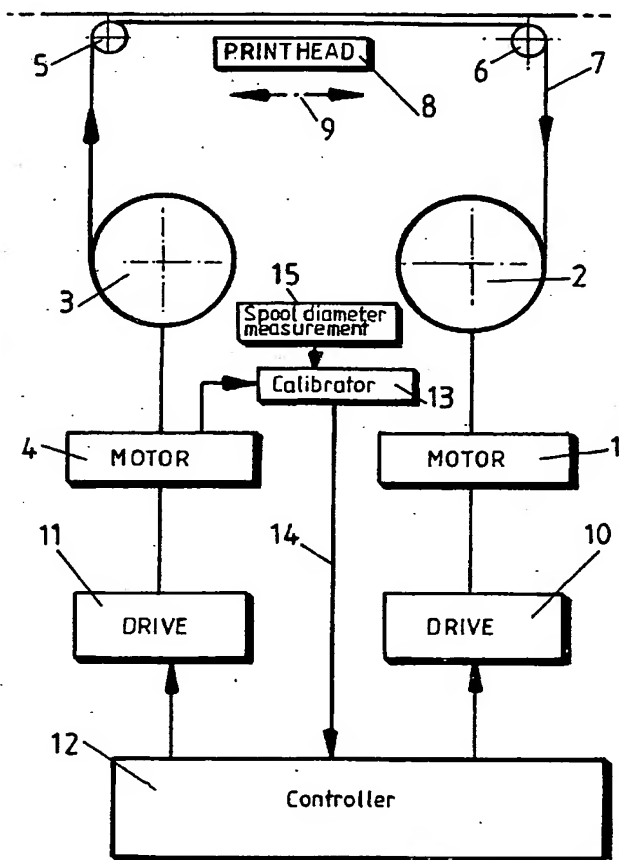 5
PRINTHEAD
6
7
8
9
3
2
15
Spool diameter
measurement
Calibrator
13
4
MOTOR
MOTOR
1
14
11
10
DRIVE
DRIVE
12
Controller